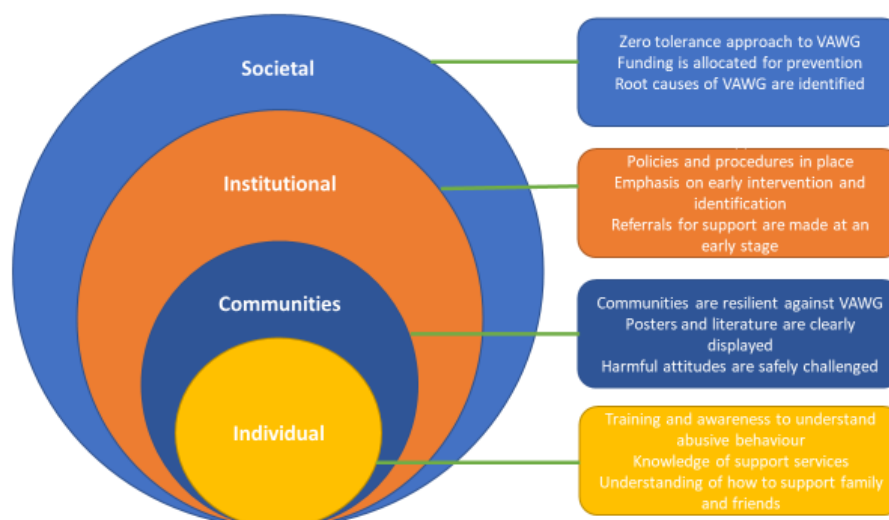 Societal
Zero tolerance approach to VAWG
Funding is allocated for prevention
Root causes of VAWG are identified
Institutional
Policies and procedures in place
Emphasis on early intervention and
identification
Referrals for support are made at an
early stage
Communities
Communities are resilient against VAWG
Posters and literature are clearly
displayed
Harmful attitudes are safely challenged
Individual
Training and awareness to understand
abusive behaviour
Knowledge of support services
Understanding of how to support family
and friends